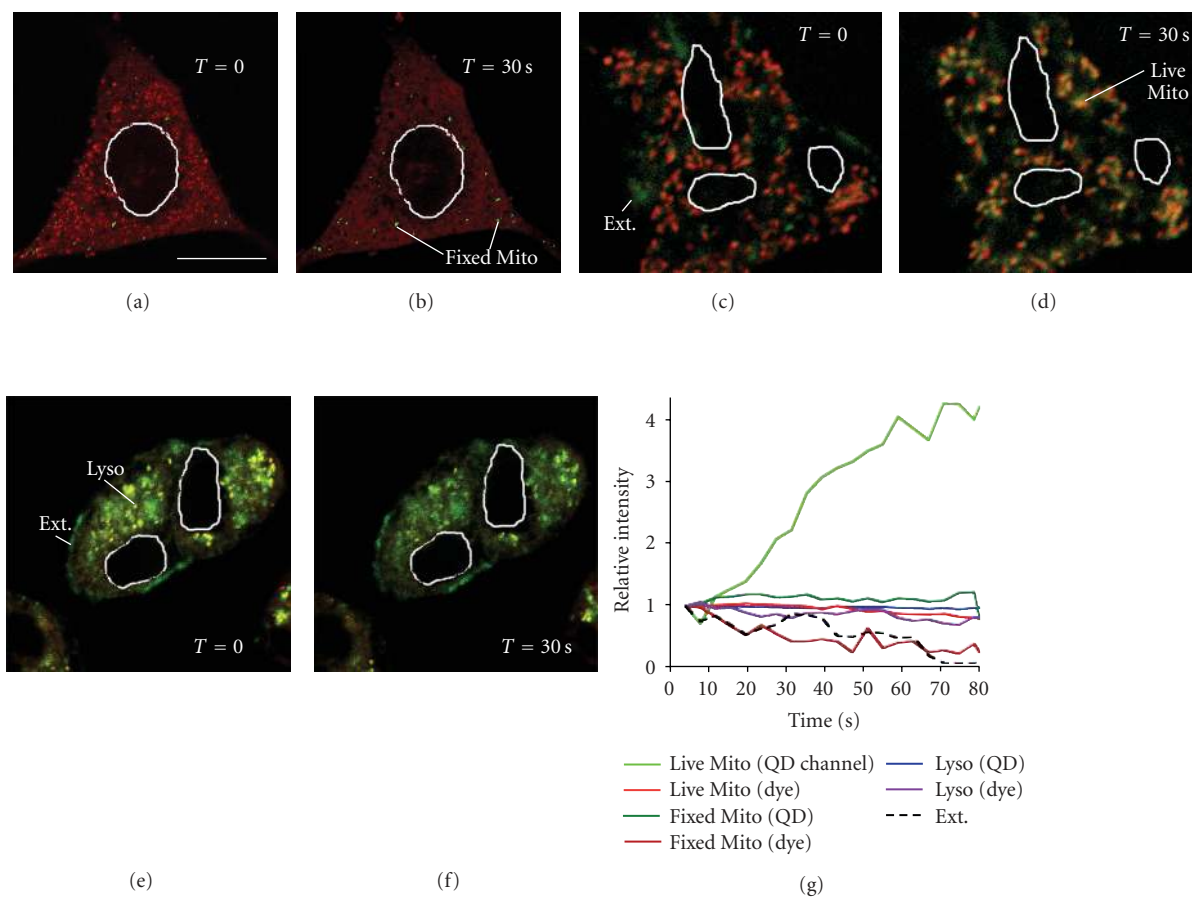 T = 0
T = 30 s
Fixed Mito
T = 0
Ext.
T = 30 s
Live
Mito
(a)
(b)
(c)
(d)
Lyso
Ext.
T = 0
T = 30 s
Relative intensity
4
3
2
1
0
0 10 20 30 40 50 60 70 80
Time (s)
Live Mito (QD channel)
Live Mito (dye)
Fixed Mito (QD)
Fixed Mito (dye)
Lyso (QD)
Lyso (dye)
Ext.
(e)
(f)
(g)